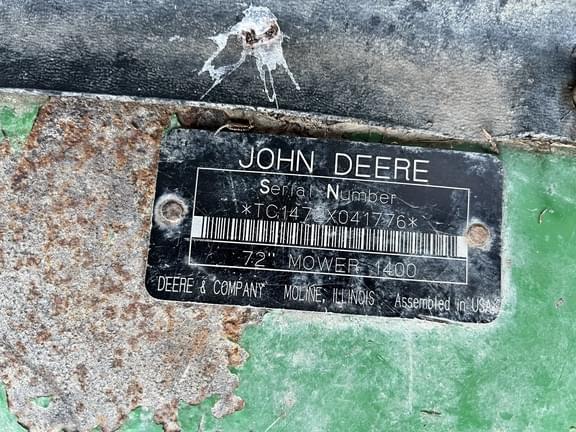 JOHN DEERE
Serial Number
72" MOWER 1400
DEERE & COMPANY MOLINE, ILLINOIS Assembled in USA